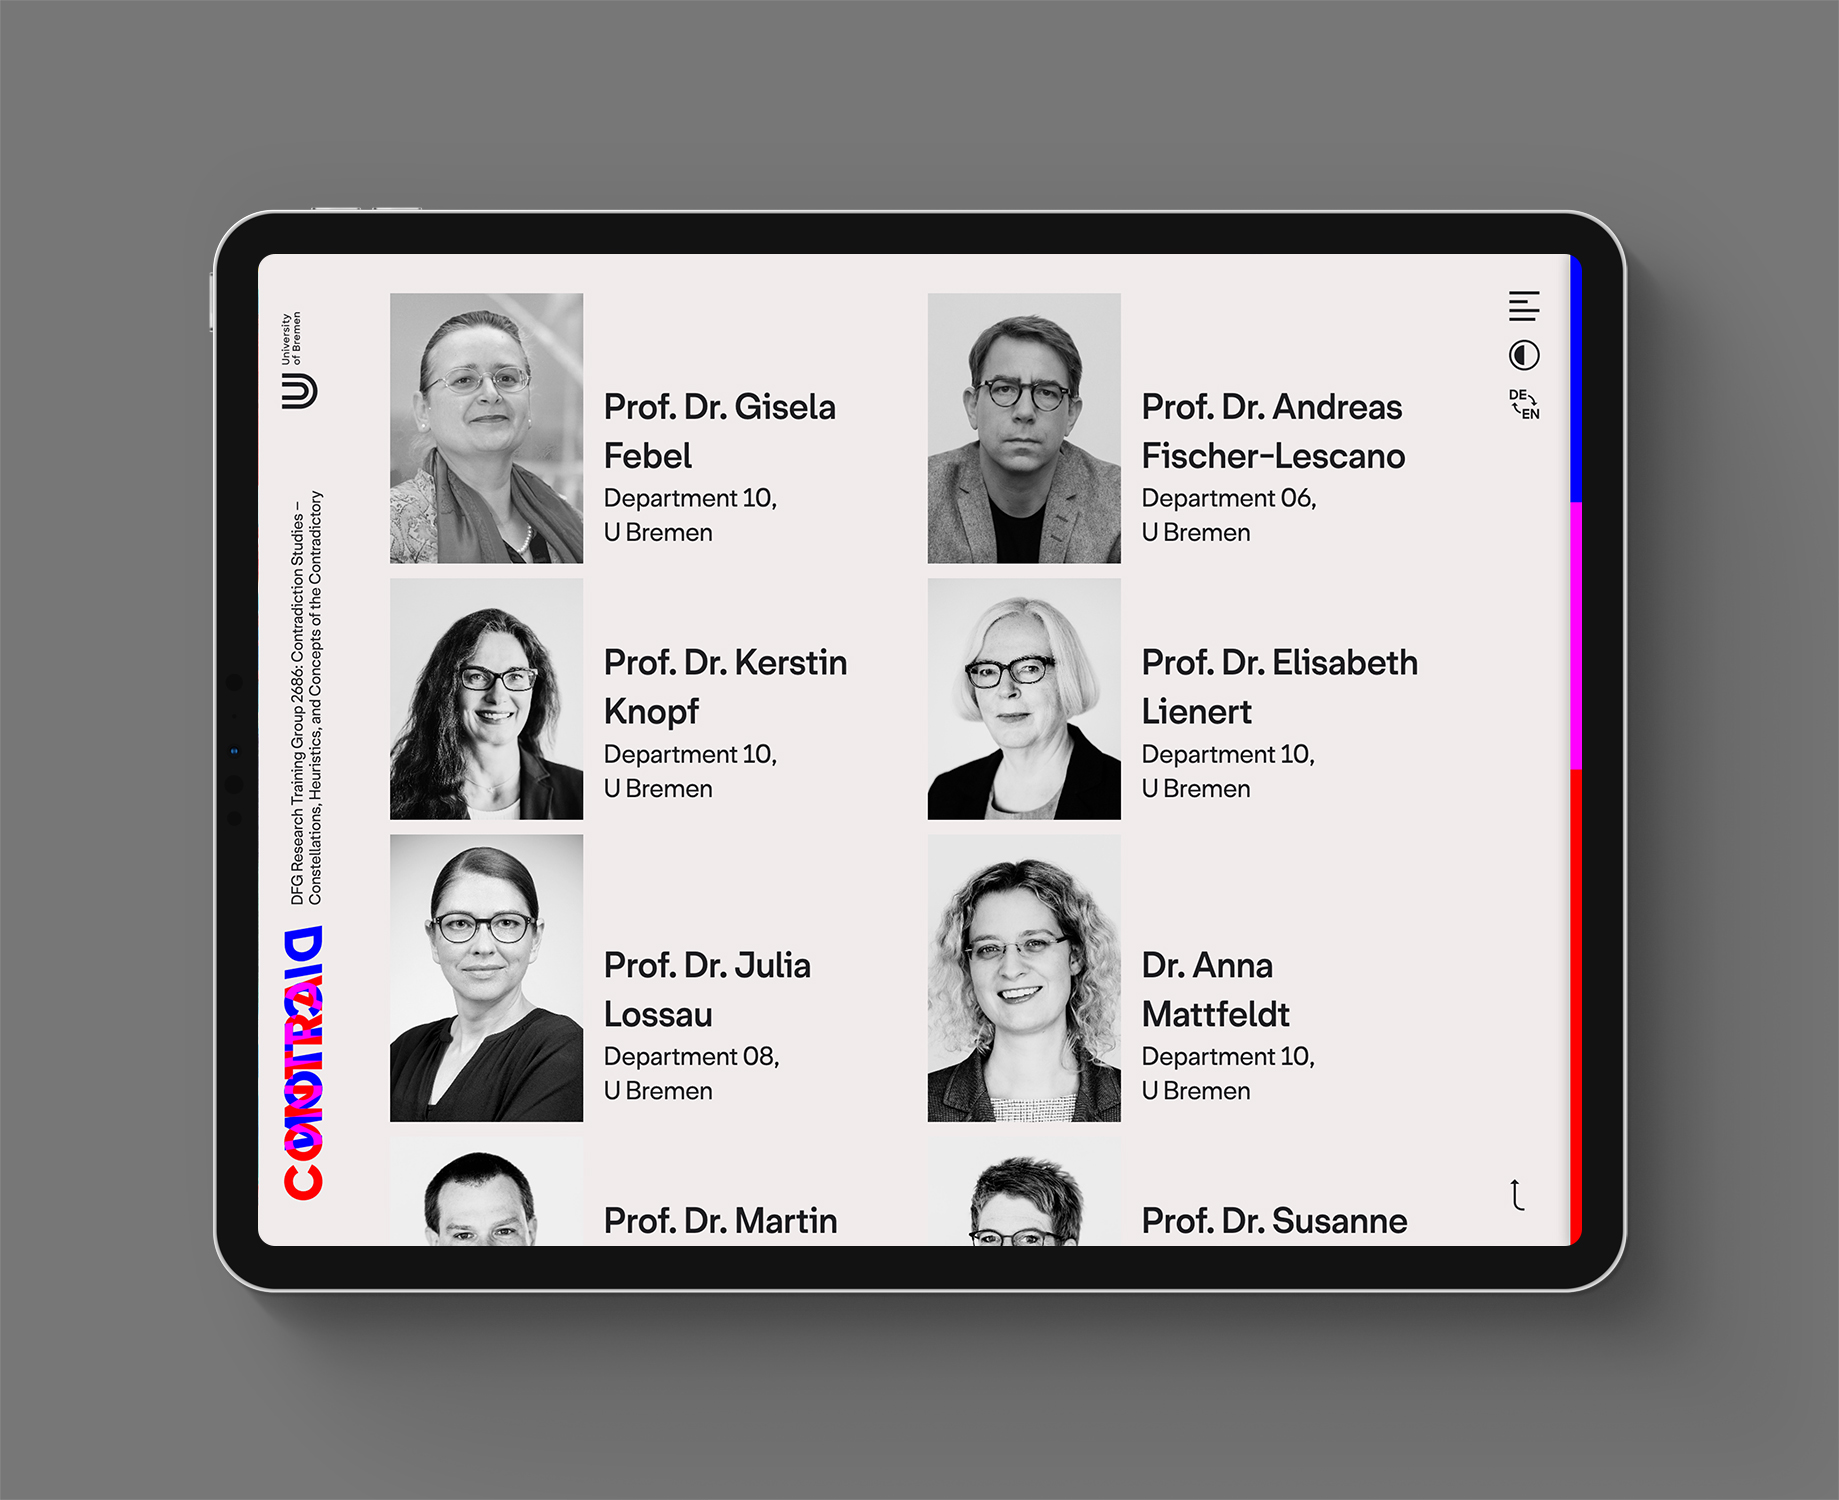 University
of Bremen
DFG Research Training Group 2686: Contradiction Studies –
Constellations, Heuristics, and Concepts of the Contradictory
CONTRA
DICTION
Prof. Dr. Gisela
Febel
Department 10,
U Bremen
Prof. Dr. Andreas
Fischer-Lescano
Department 06,
U Bremen
Prof. Dr. Kerstin
Knopf
Department 10,
U Bremen
Prof. Dr. Elisabeth
Lienert
Department 10,
U Bremen
Prof. Dr. Julia
Lossau
Department 08,
U Bremen
Dr. Anna
Mattfeldt
Department 10,
U Bremen
Prof. Dr. Martin
Prof. Dr. Susanne
DE
EN